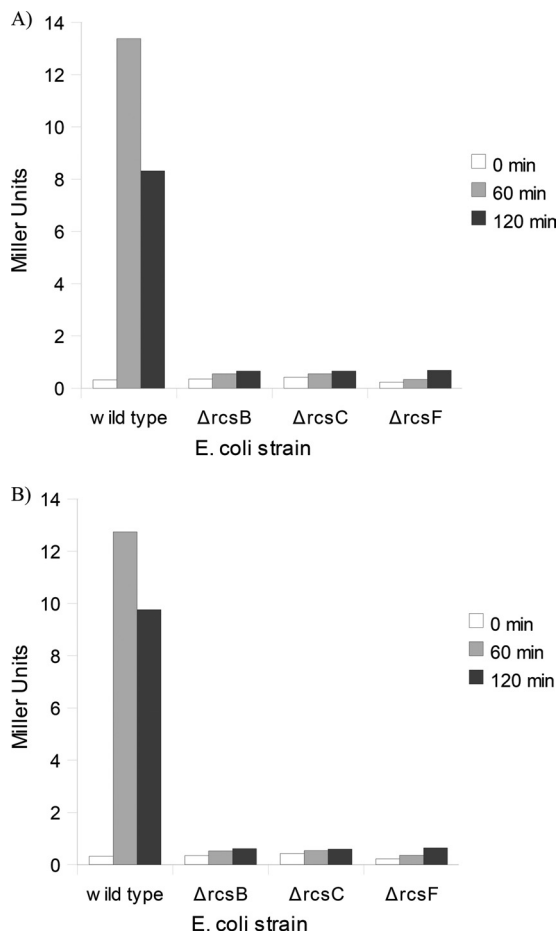 A)
14
12
10
8
6
4
2
0
Miller Units
0 min
60 min
120 min
wild type ΔrcsB ΔrcsC ΔrcsF
E. coli strain
B)
14
12
10
8
6
4
2
0
Miller Units
0 min
60 min
120 min
wild type ΔrcsB ΔrcsC ΔrcsF
E. coli strain